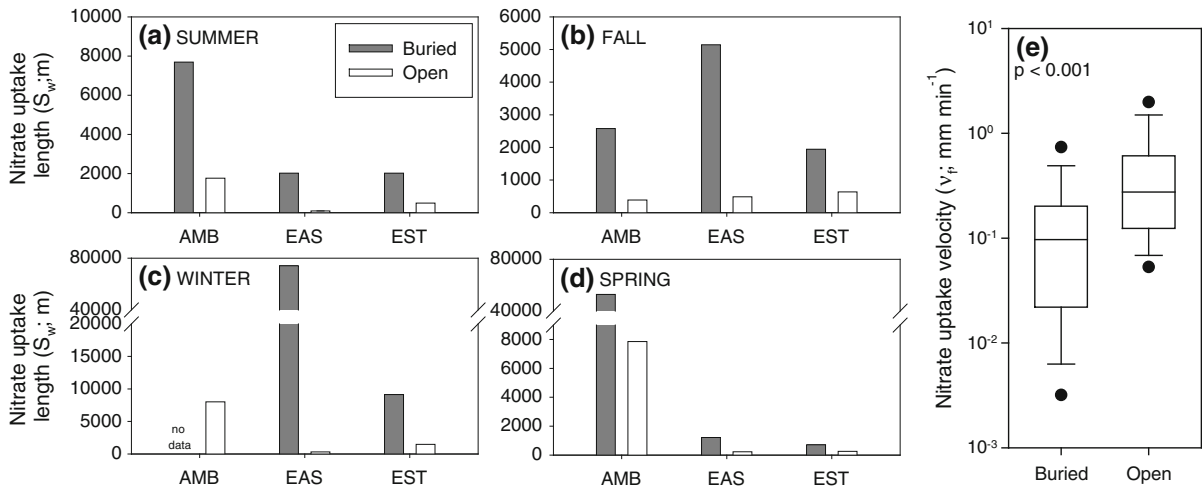 (a) SUMMER
Buried
Open
Nitrate uptake
length (S_w;m)
10000
8000
6000
4000
2000
0
AMB EAS EST
(b) FALL
6000
5000
4000
3000
2000
1000
0
AMB EAS EST
(c) WINTER
Nitrate uptake
length (S_w; m)
80000
40000
20000
15000
10000
5000
0
no
data
AMB EAS EST
(d) SPRING
80000
40000
8000
6000
4000
2000
0
AMB EAS EST
(e)
p < 0.001
Nitrate uptake velocity (v_f; mm min⁻¹)
10¹
10⁰
10⁻¹
10⁻²
10⁻³
Buried Open